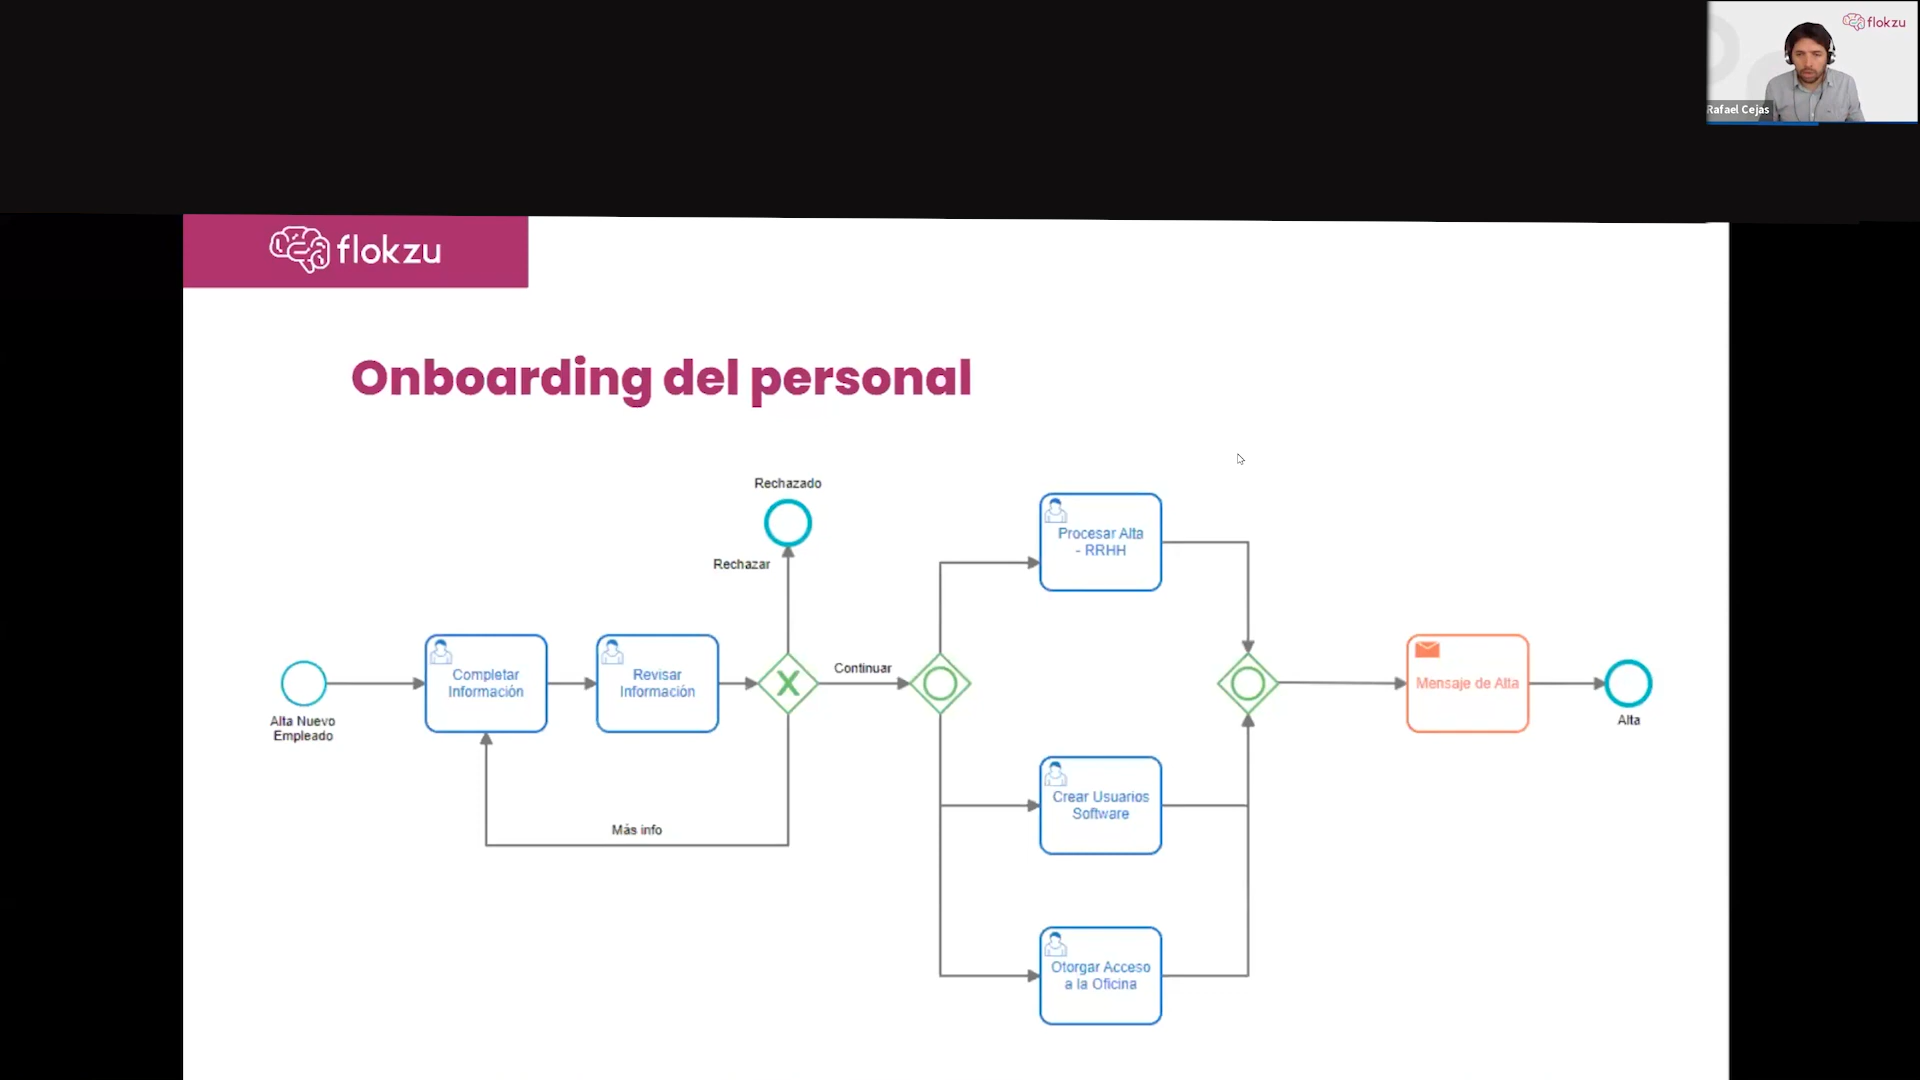 flokzu
Rafael Cejas
flokzu
Onboarding del personal
Rechazado
Rechazar
Procesar Alta
- RRHH
Completar
Información
Revisar
Información
X
Continuar
Mensaje de Alta
Alta Nuevo
Empleado
Alta
Más info
Crear Usuarios
Software
Otorgar Acceso
a la Oficina